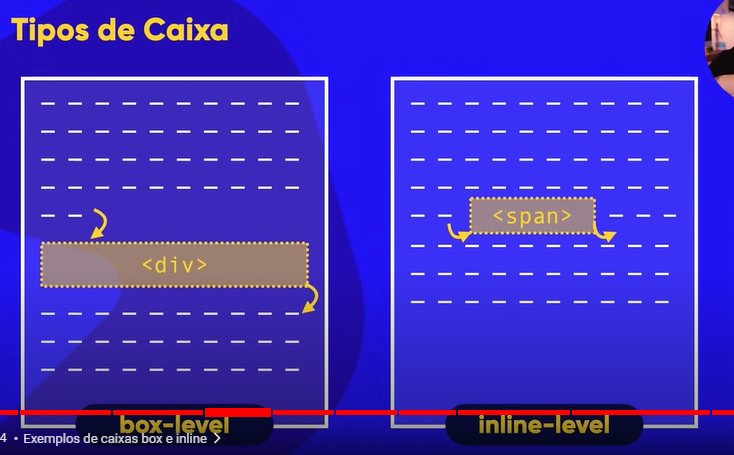 Tipos de Caixa
<div>
<span>
box-level
inline-level
4 • Exemplos de caixas box e inline >